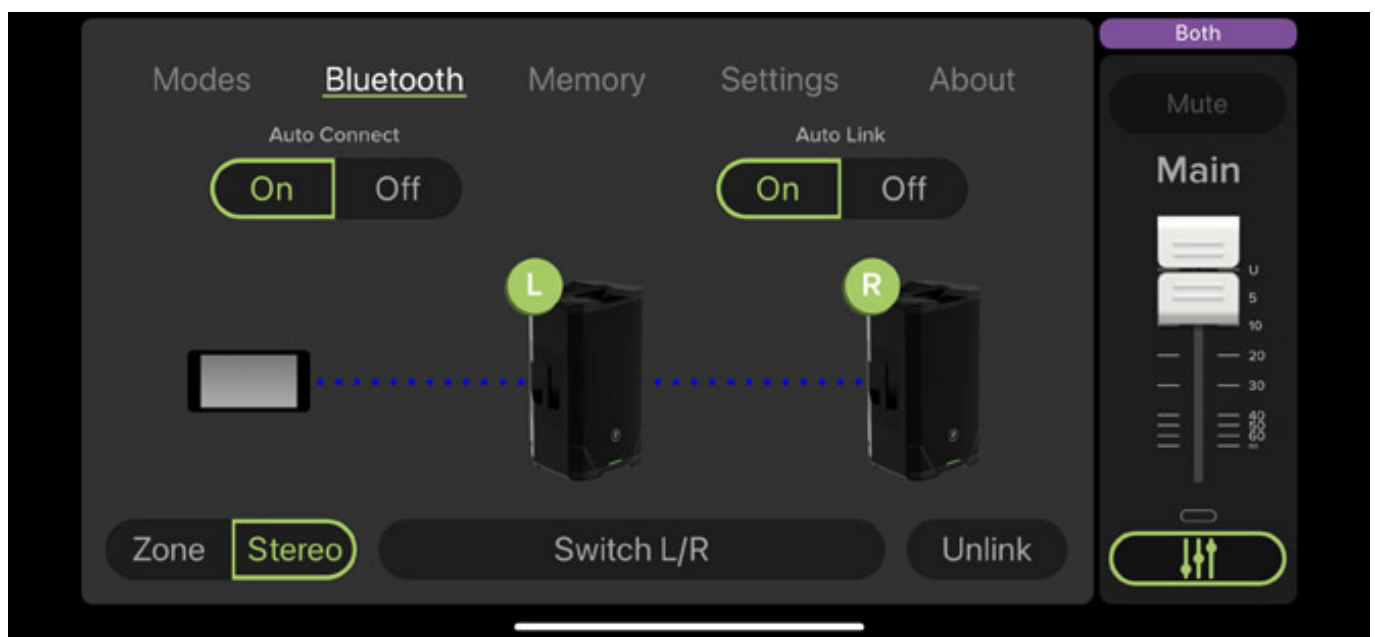 Both
Modes Bluetooth Memory Settings About
Mute
Auto Connect
Auto Link
On Off
On Off
Main
L
R
U
5
10
20
30
40
50
60
Zone Stereo
Switch L/R
Unlink